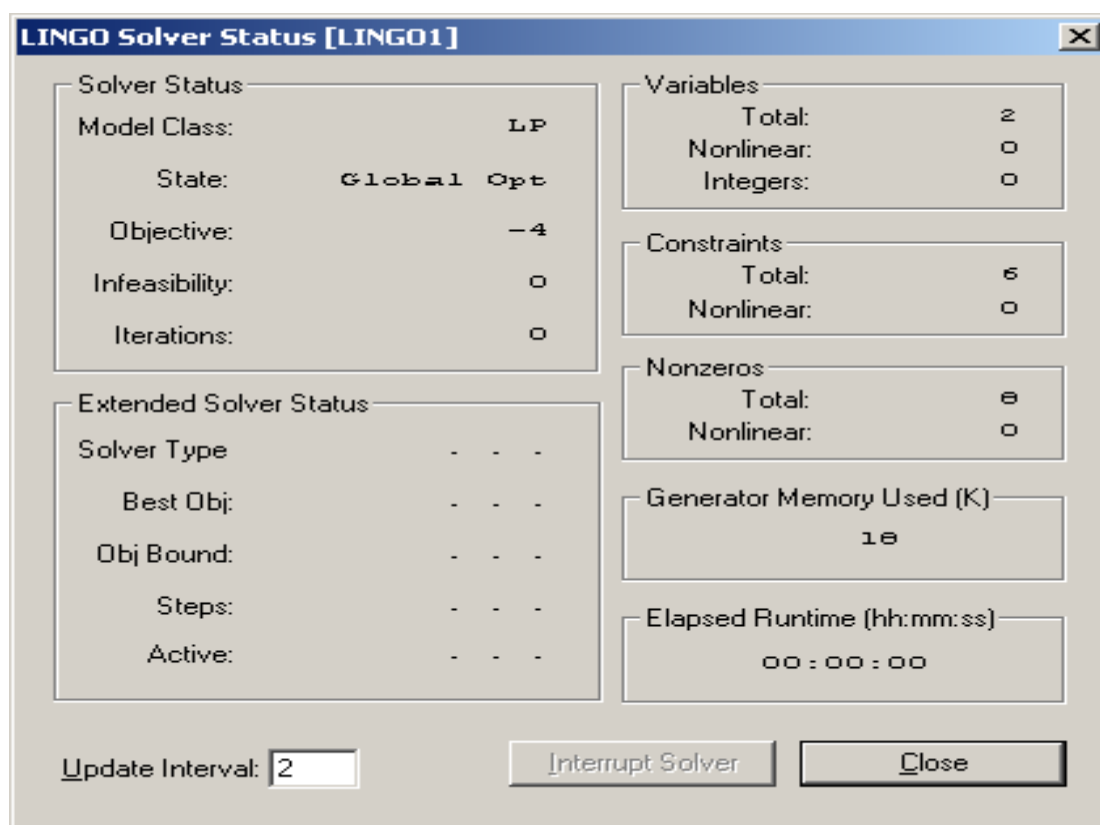 LINGO Solver Status [LINGO1]
Solver Status
Model Class: LP
State: Global Opt
Objective: -4
Infeasibility: 0
Iterations: 0
Extended Solver Status
Solver Type - - -
Best Obj: - - -
Obj Bound: - - -
Steps: - - -
Active: - - -
Variables
Total: 2
Nonlinear: 0
Integers: 0
Constraints
Total:
Nonlinear: 0
Nonzeros
Total: 8
Nonlinear: 0
Generator Memory Used (K)
18
Elapsed Runtime (hh:mm:ss)
00:00:00
Update Interval: 2
Interrupt Solver
Close